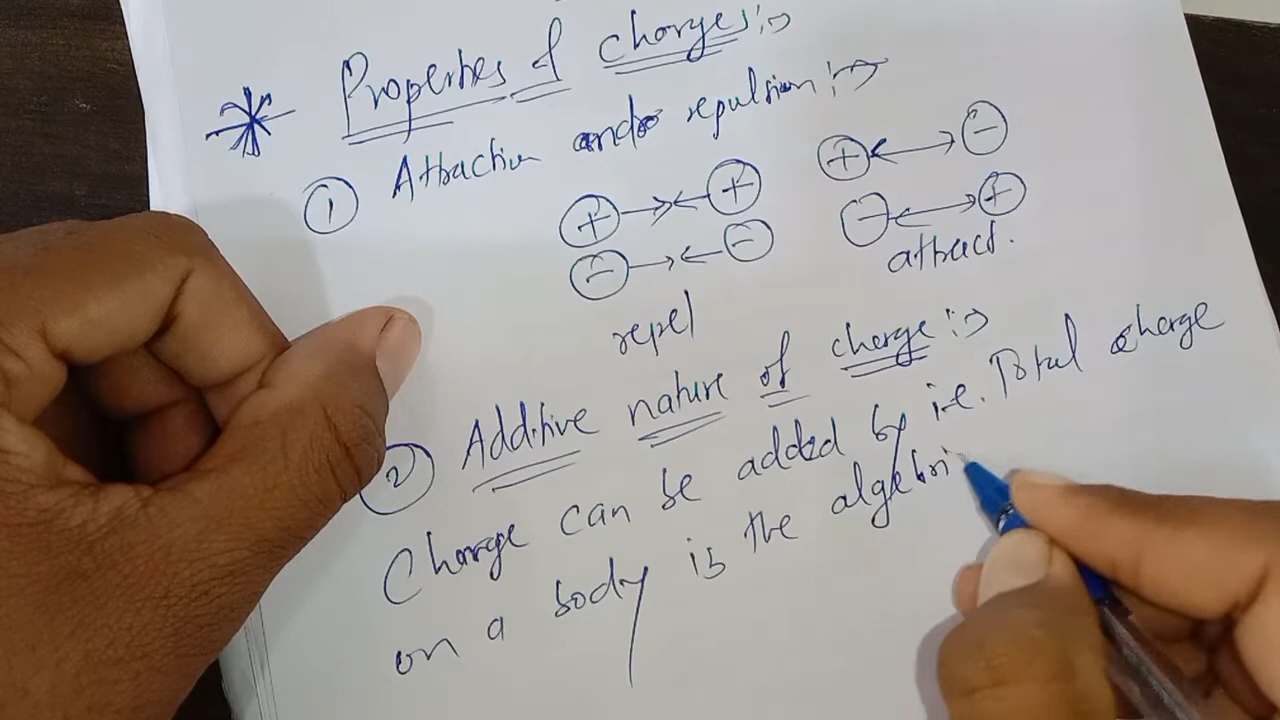 Properties of charges :->
① Attraction and repulsion :->
+ →← +  + ←→ -
- →← -  - ←→ +
repel  attract.
② Additive nature of charge :->
Charge can be added by i.e. Total charge
on a body is the algebri